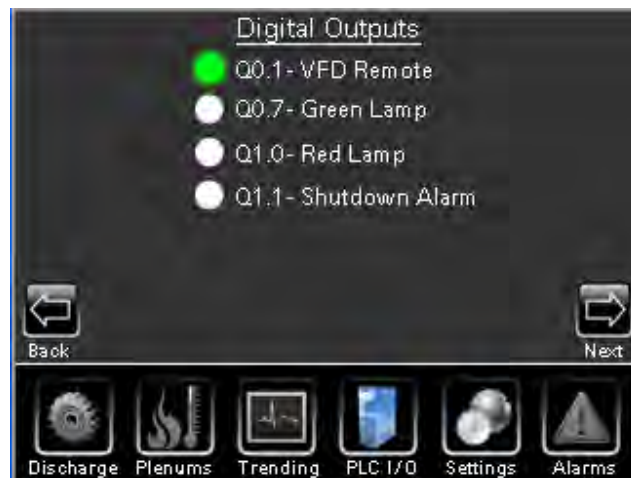 Digital Outputs
Q0.1- VFD Remote
Q0.7- Green Lamp
Q1.0- Red Lamp
Q1.1- Shutdown Alarm
Back
Next
Discharge Plenums Trending PLC I/O Settings Alarms